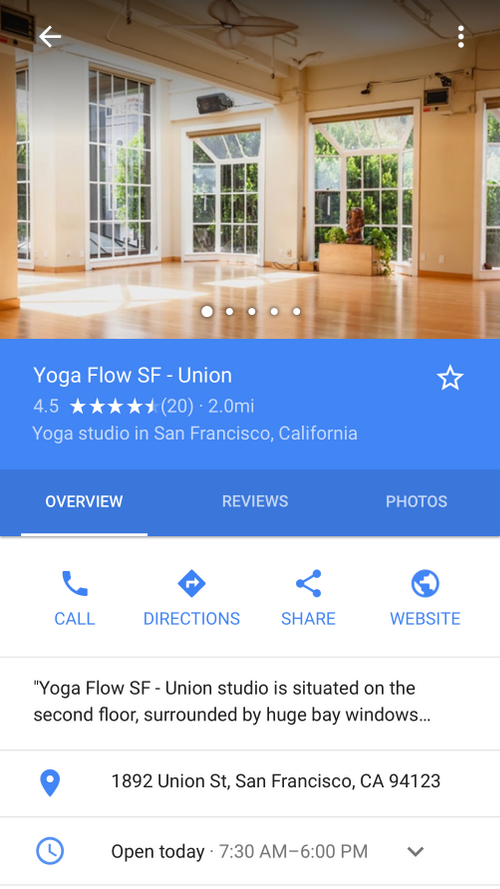 Yoga Flow SF - Union
4.5 ★★★★⯨ (20) · 2.0mi
Yoga studio in San Francisco, California
OVERVIEW REVIEWS PHOTOS
CALL DIRECTIONS SHARE WEBSITE
"Yoga Flow SF - Union studio is situated on the
second floor, surrounded by huge bay windows...
1892 Union St, San Francisco, CA 94123
Open today · 7:30 AM–6:00 PM